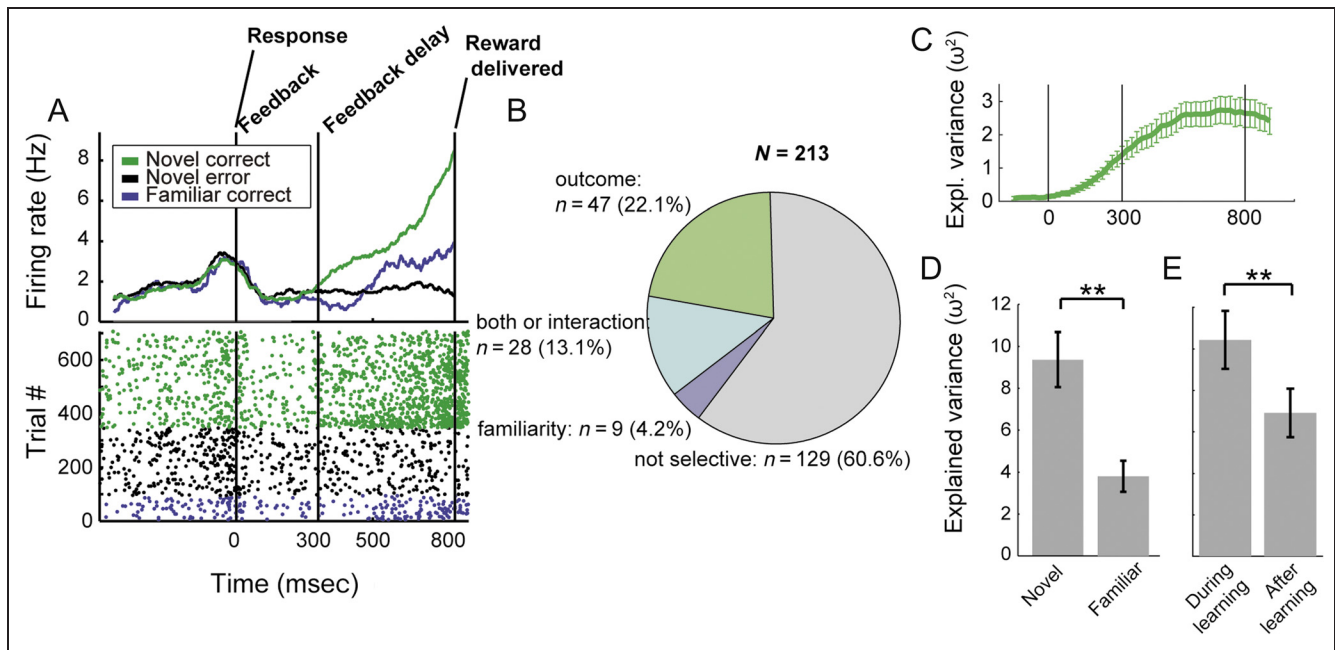 A
Response
Feedback
Feedback delay
Reward
delivered
Firing rate (Hz)
8
6
4
2
0
Novel correct
Novel error
Familiar correct
Trial #
600
400
200
0
0
300
500
800
Time (msec)
B
N = 213
outcome:
n = 47 (22.1%)
both or interaction:
n = 28 (13.1%)
familiarity: n = 9 (4.2%)
not selective: n = 129 (60.6%)
C
Expl. variance (ω²)
3
2
1
0
0
300
800
D
Explained variance (ω²)
12
10
8
6
4
2
0
**
Novel
Familiar
E
**
During
learning
After
learning